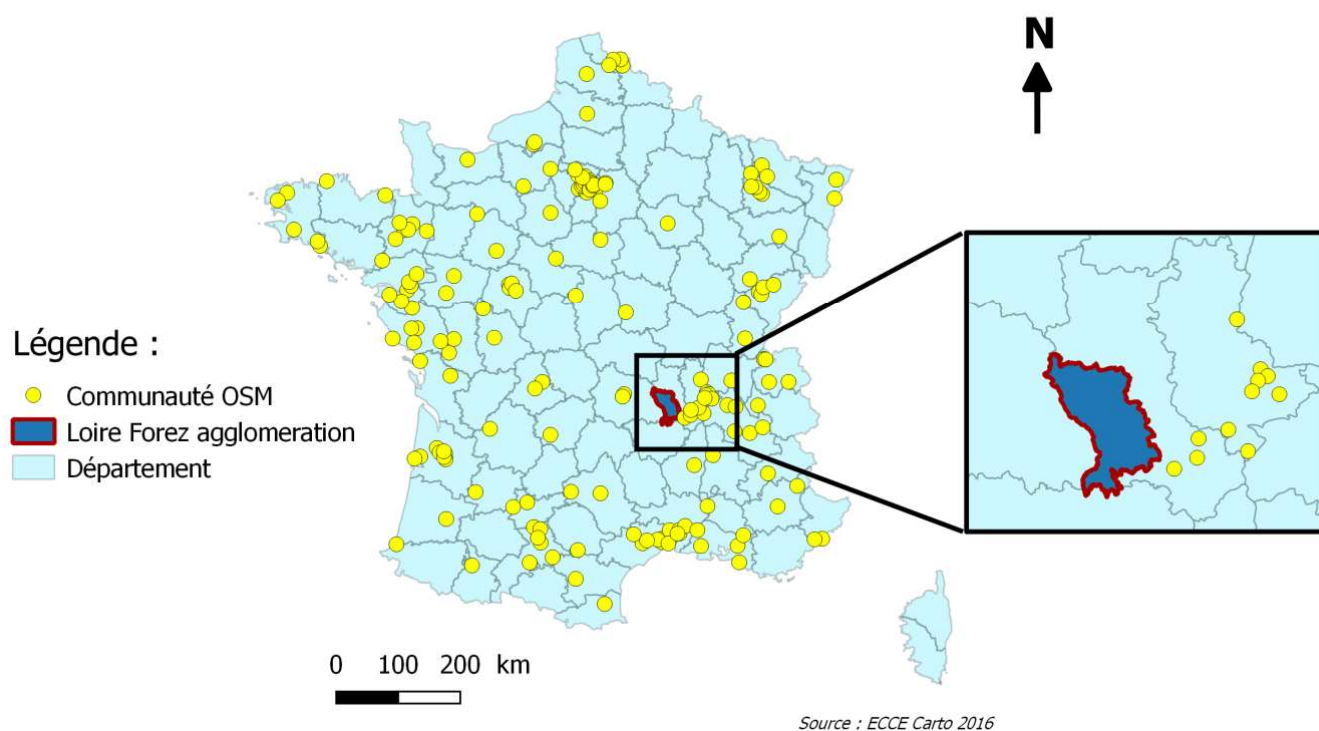 N
Légende :
Communauté OSM
Loire Forez agglomeration
Département
0 100 200 km
Source : ECCE Carto 2016